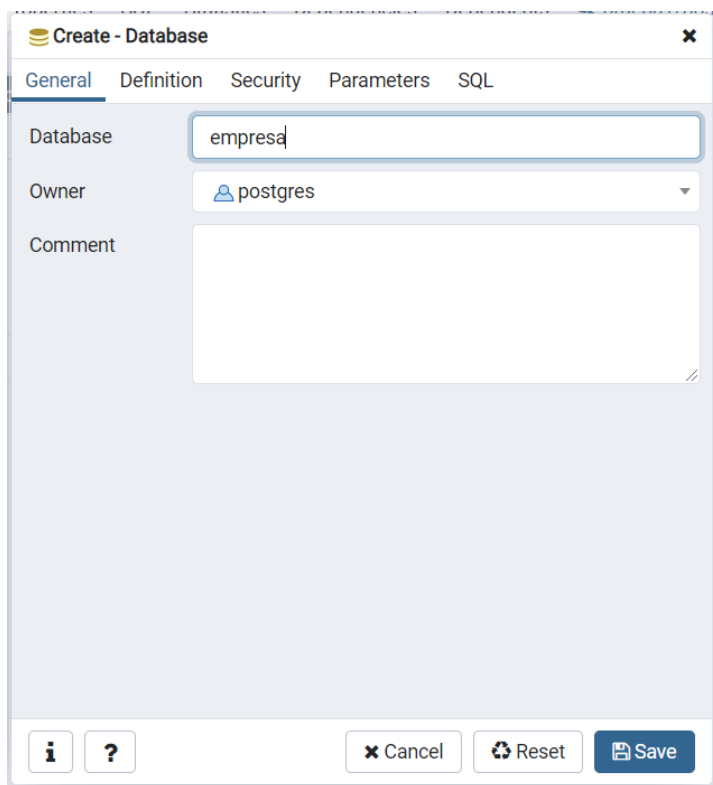 Create - Database
General Definition Security Parameters SQL
Database empresa
Owner postgres
Comment
i ? Cancel Reset Save